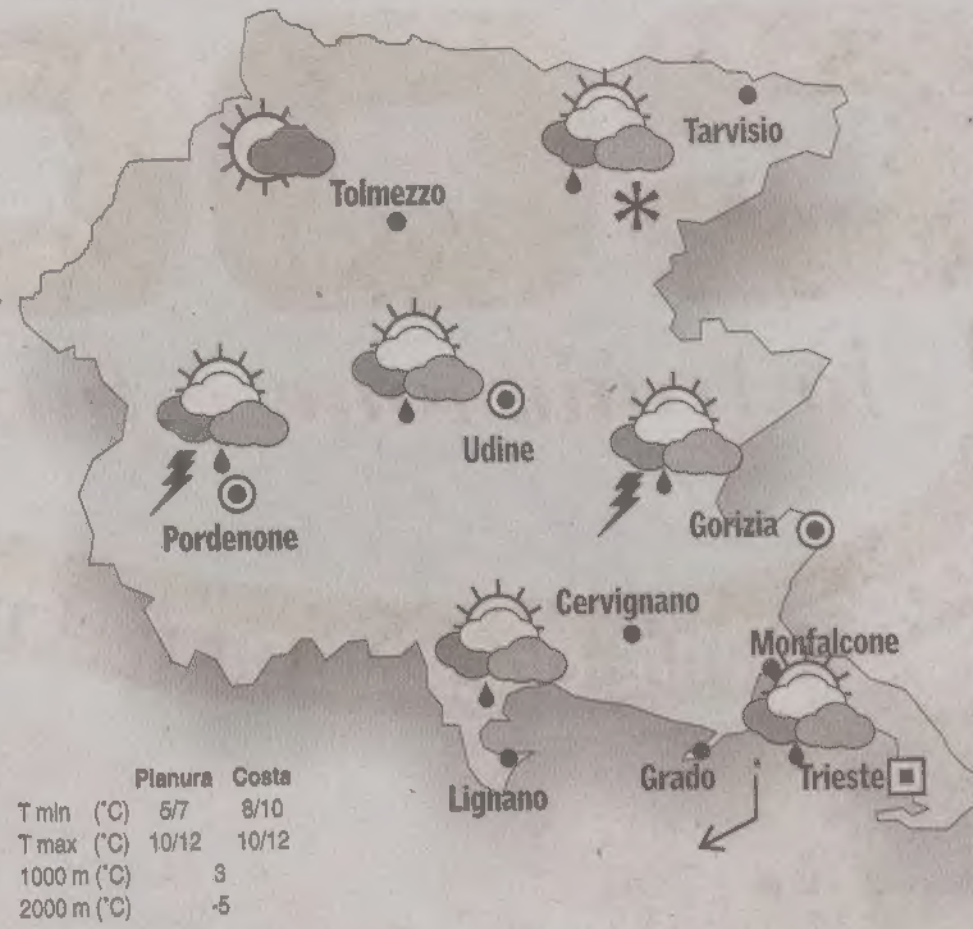 Tarvisio
Tolmezzo
Udine
Pordenone
Gorizia
Cervignano
Monfalcone
Lignano
Grado
Trieste
Pianura Costa
T min (°C) 5/7 8/10
T max (°C) 10/12 10/12
1000 m (°C) 3
2000 m (°C) -5